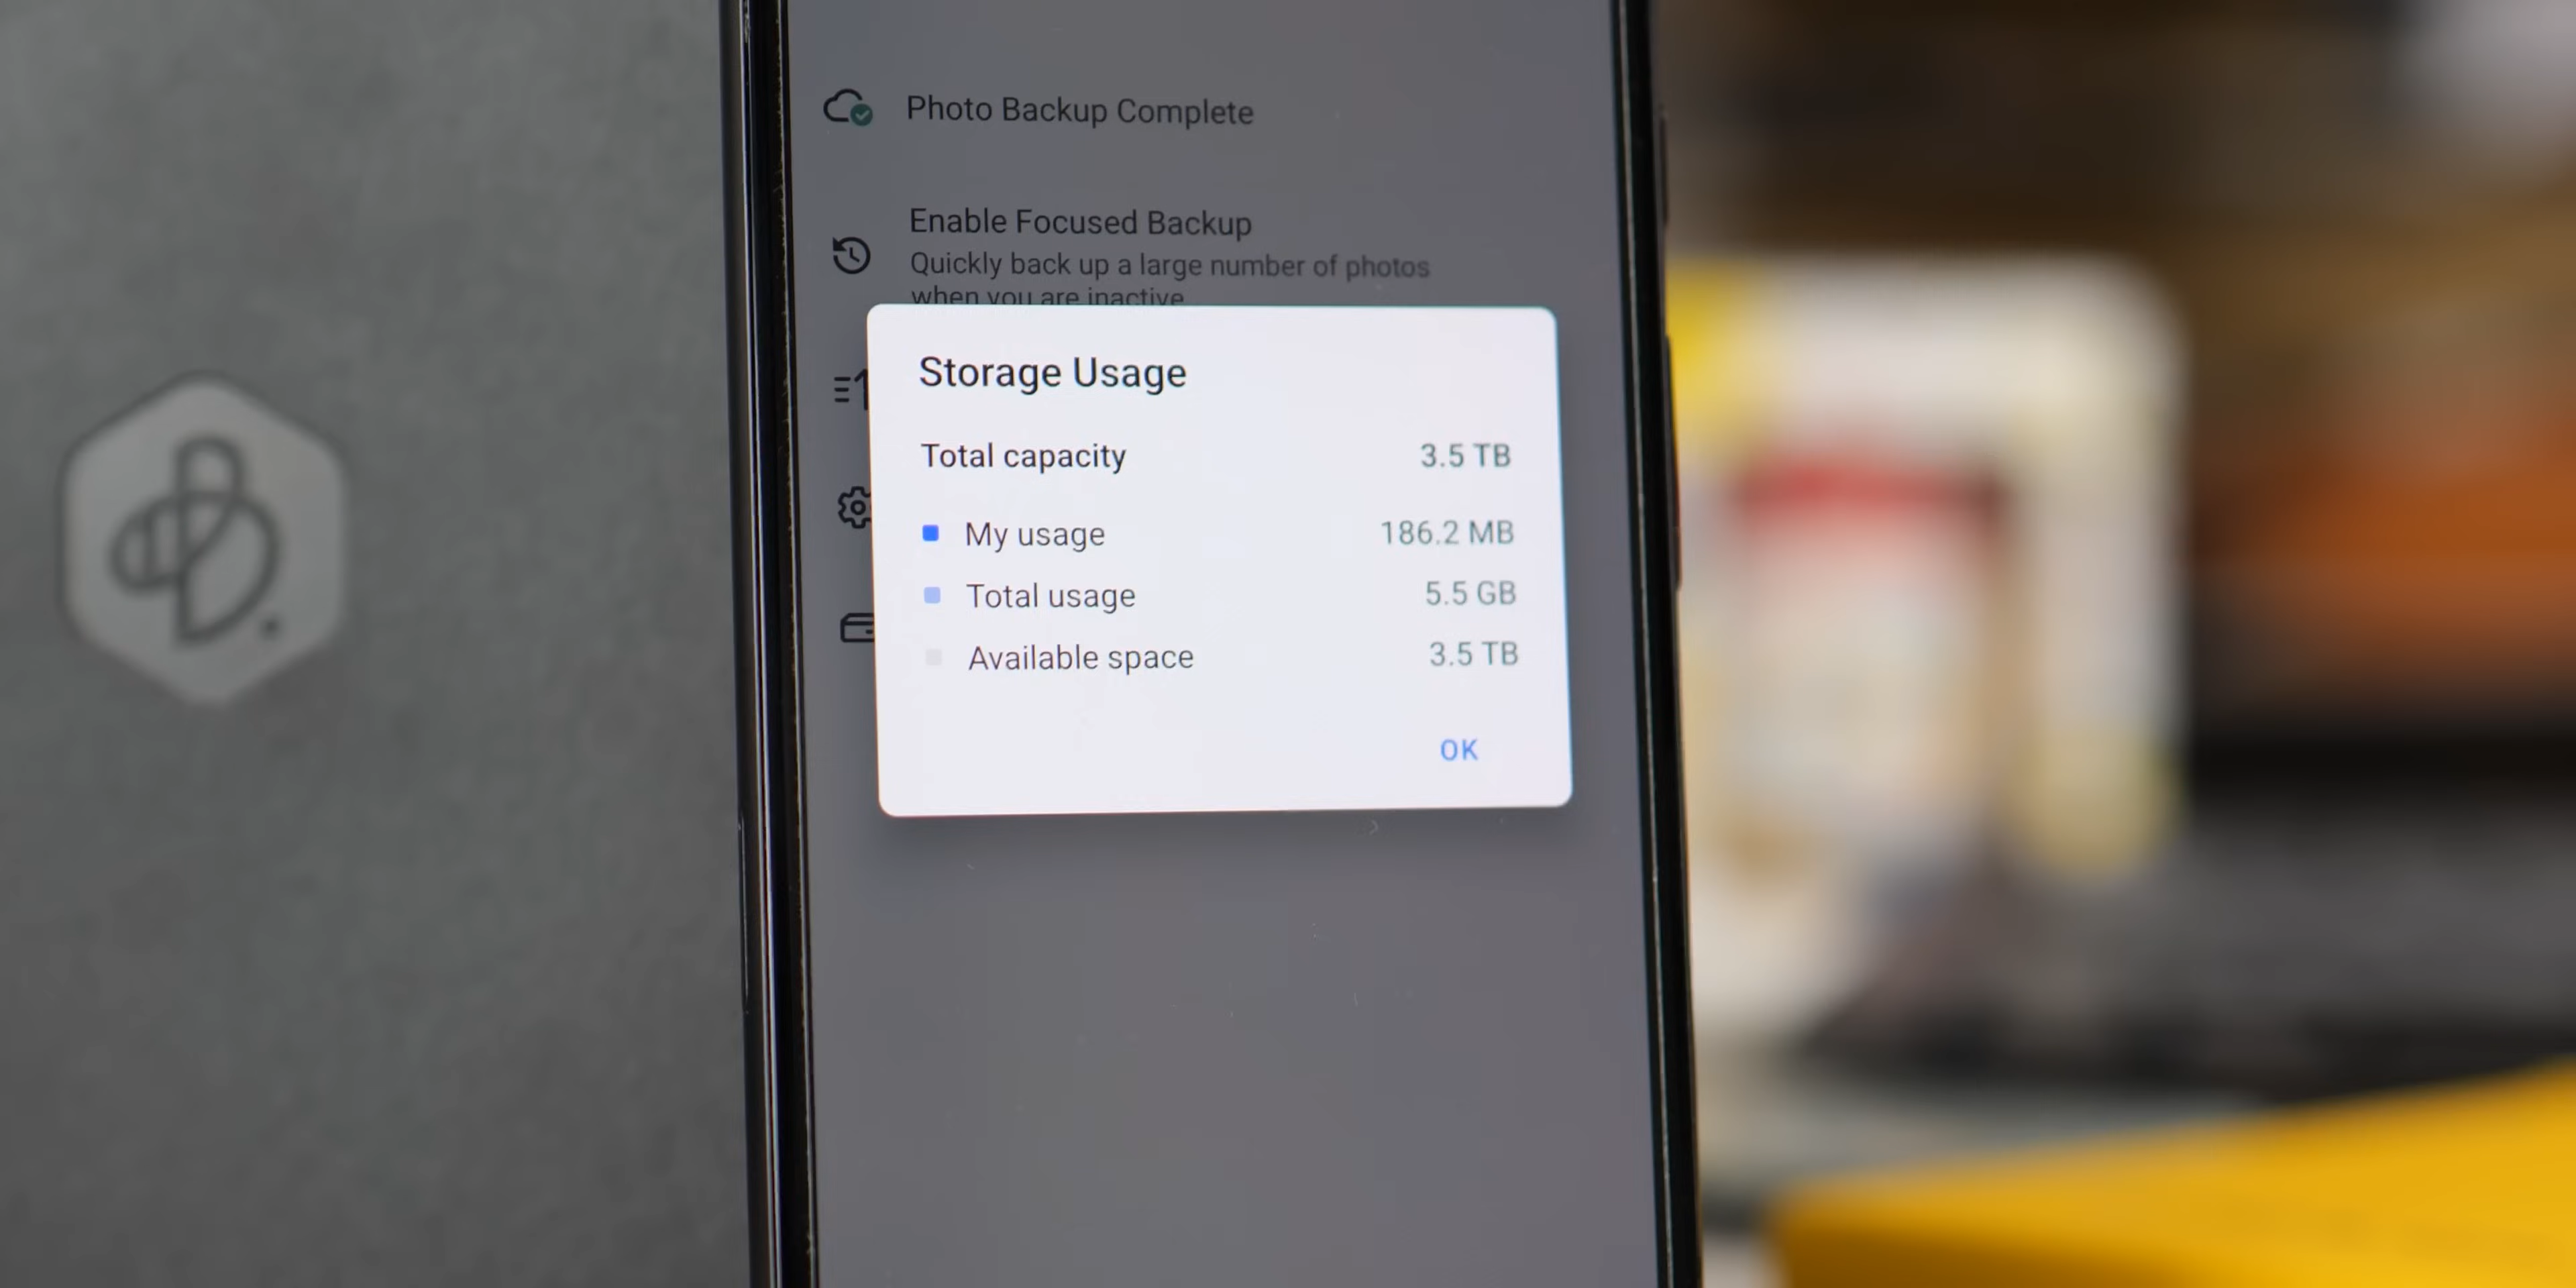 Photo Backup Complete
Enable Focused Backup
Quickly back up a large number of photos
when you are inactive
Storage Usage
Total capacity 3.5 TB
My usage 186.2 MB
Total usage 5.5 GB
Available space 3.5 TB
OK